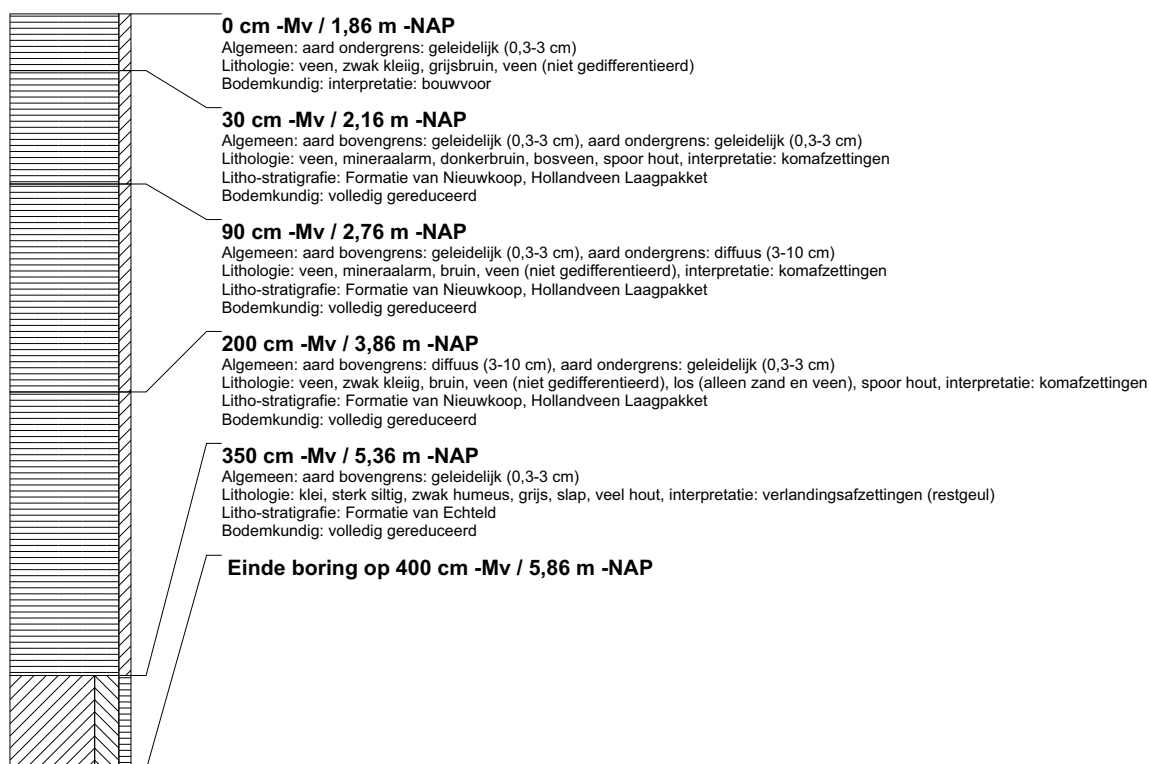 0 cm -Mv / 1,86 m -NAP
Algemeen: aard ondergrens: geleidelijk (0,3-3 cm)
Lithologie: veen, zwak kleiig, grijsbruin, veen (niet gedifferentieerd)
Bodemkundig: interpretatie: bouwvoor
30 cm -Mv / 2,16 m -NAP
Algemeen: aard bovengrens: geleidelijk (0,3-3 cm), aard ondergrens: geleidelijk (0,3-3 cm)
Lithologie: veen, mineraalarm, donkerbruin, bosveen, spoor hout, interpretatie: komafzettingen
Litho-stratigrafie: Formatie van Nieuwkoop, Hollandveen Laagpakket
Bodemkundig: volledig gereduceerd
90 cm -Mv / 2,76 m -NAP
Algemeen: aard bovengrens: geleidelijk (0,3-3 cm), aard ondergrens: diffuus (3-10 cm)
Lithologie: veen, mineraalarm, bruin, veen (niet gedifferentieerd), interpretatie: komafzettingen
Litho-stratigrafie: Formatie van Nieuwkoop, Hollandveen Laagpakket
Bodemkundig: volledig gereduceerd
200 cm -Mv / 3,86 m -NAP
Algemeen: aard bovengrens: diffuus (3-10 cm), aard ondergrens: geleidelijk (0,3-3 cm)
Lithologie: veen, zwak kleiig, bruin, veen (niet gedifferentieerd), los (alleen zand en veen), spoor hout, interpretatie: komafzettingen
Litho-stratigrafie: Formatie van Nieuwkoop, Hollandveen Laagpakket
Bodemkundig: volledig gereduceerd
350 cm -Mv / 5,36 m -NAP
Algemeen: aard bovengrens: geleidelijk (0,3-3 cm)
Lithologie: klei, sterk siltig, zwak humeus, grijs, slap, veel hout, interpretatie: verlandingsafzettingen (restgeul)
Litho-stratigrafie: Formatie van Echteld
Bodemkundig: volledig gereduceerd
Einde boring op 400 cm -Mv / 5,86 m -NAP